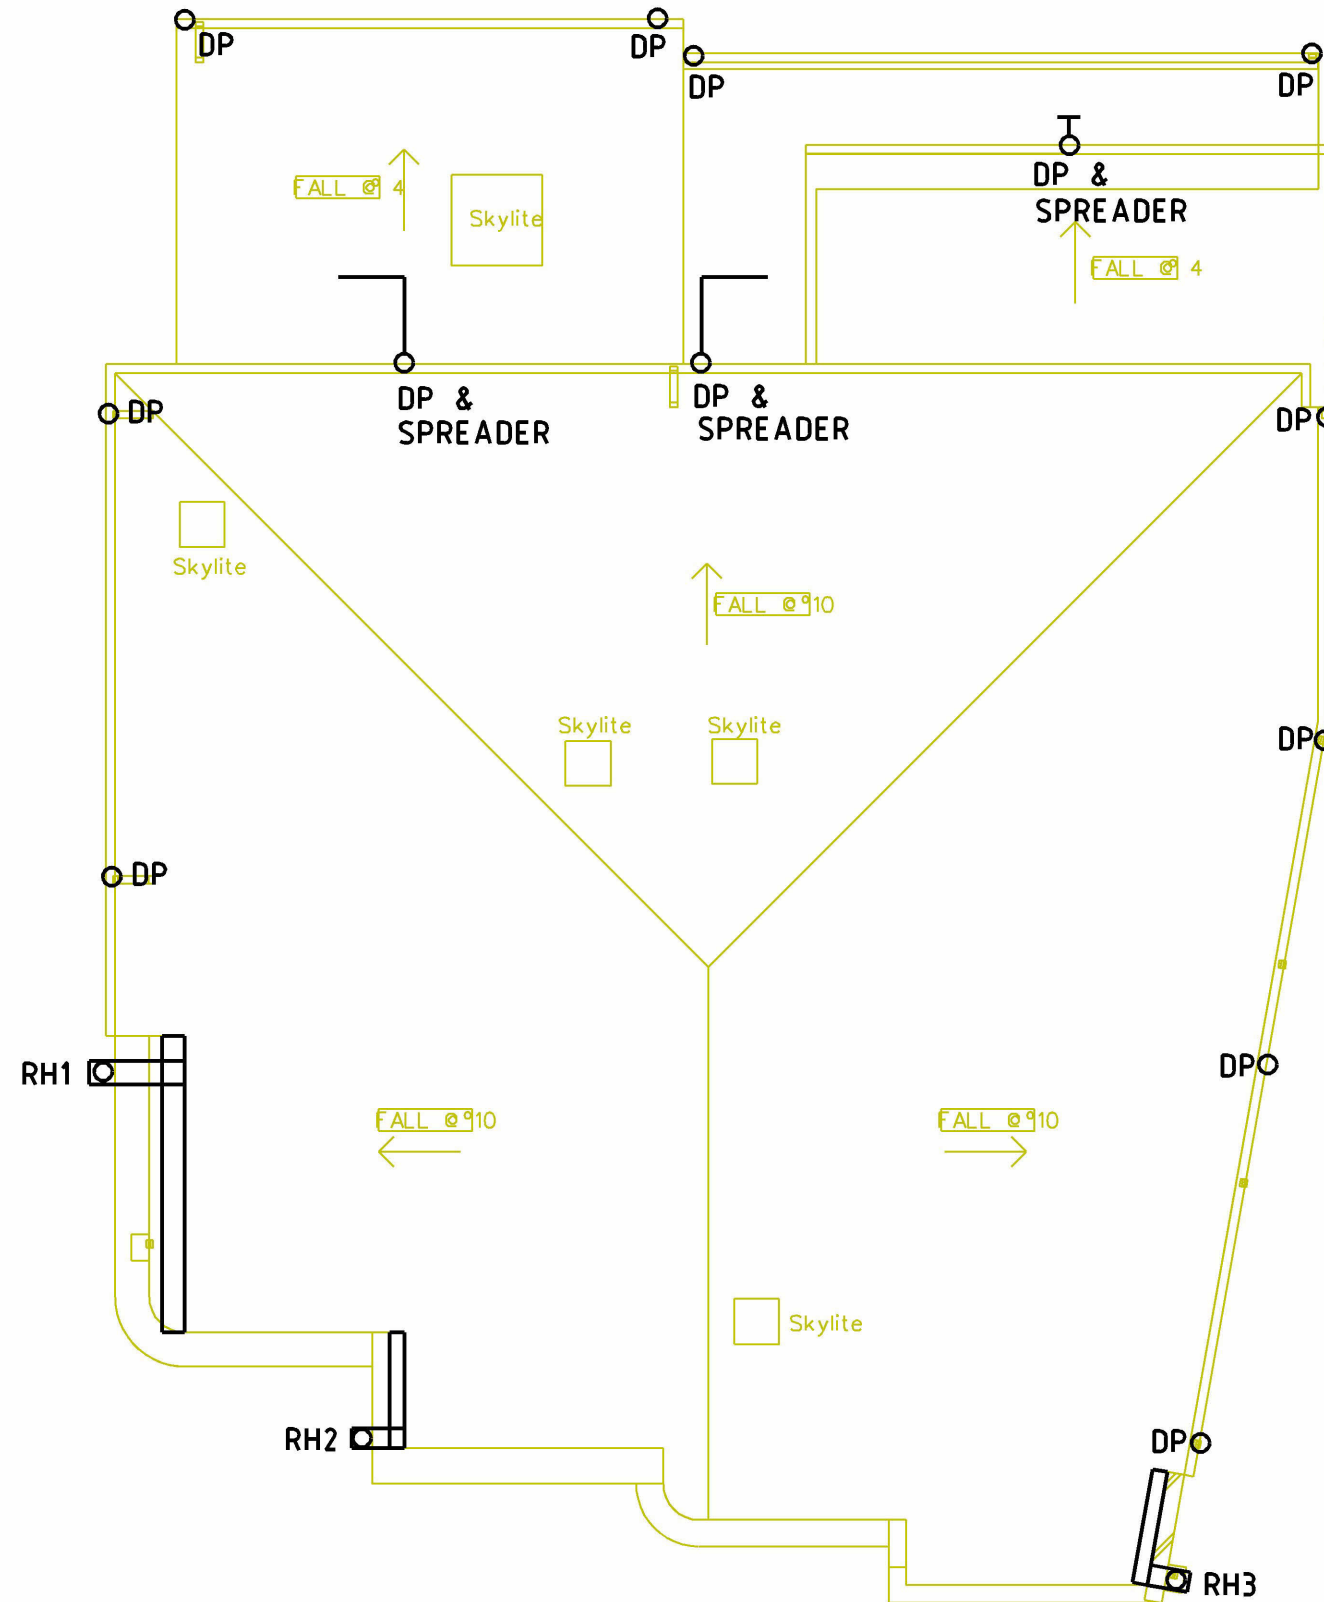 DP
DP
DP
DP
DP &
SPREADER
FALL @° 4
Skylite
FALL @° 4
DP &
SPREADER
DP &
SPREADER
DP
DP
Skylite
FALL @°10
Skylite
Skylite
DP
DP
RH1
DP
FALL @°10
FALL @°10
Skylite
RH2
DP
RH3